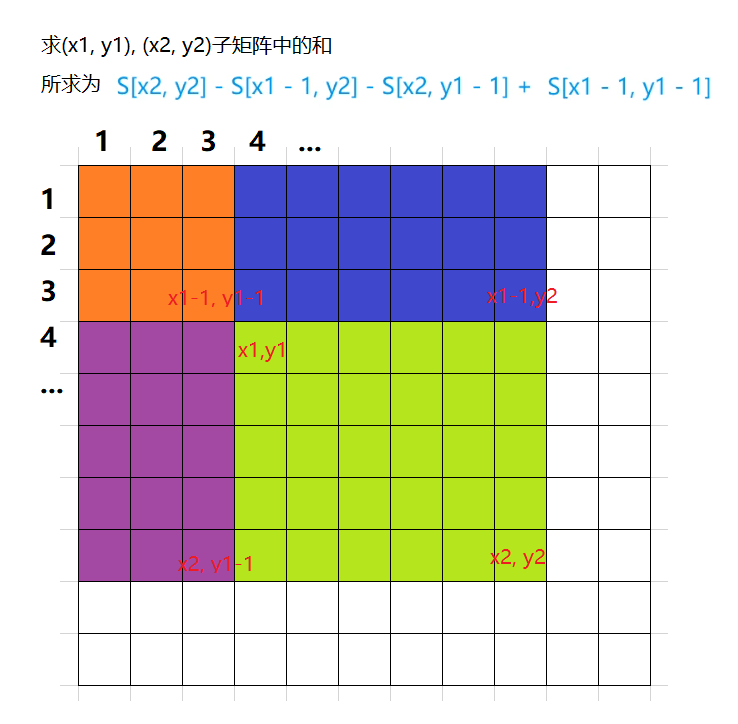 求(x1, y1), (x2, y2)子矩阵中的和
所求为 S[x2, y2] - S[x1 - 1, y2] - S[x2, y1 - 1] + S[x1 - 1, y1 - 1]
1 2 3 4 ...
1
2
3
x1-1, y1-1 x1-1,y2
4
x1,y1
...
x2, y1-1 x2, y2